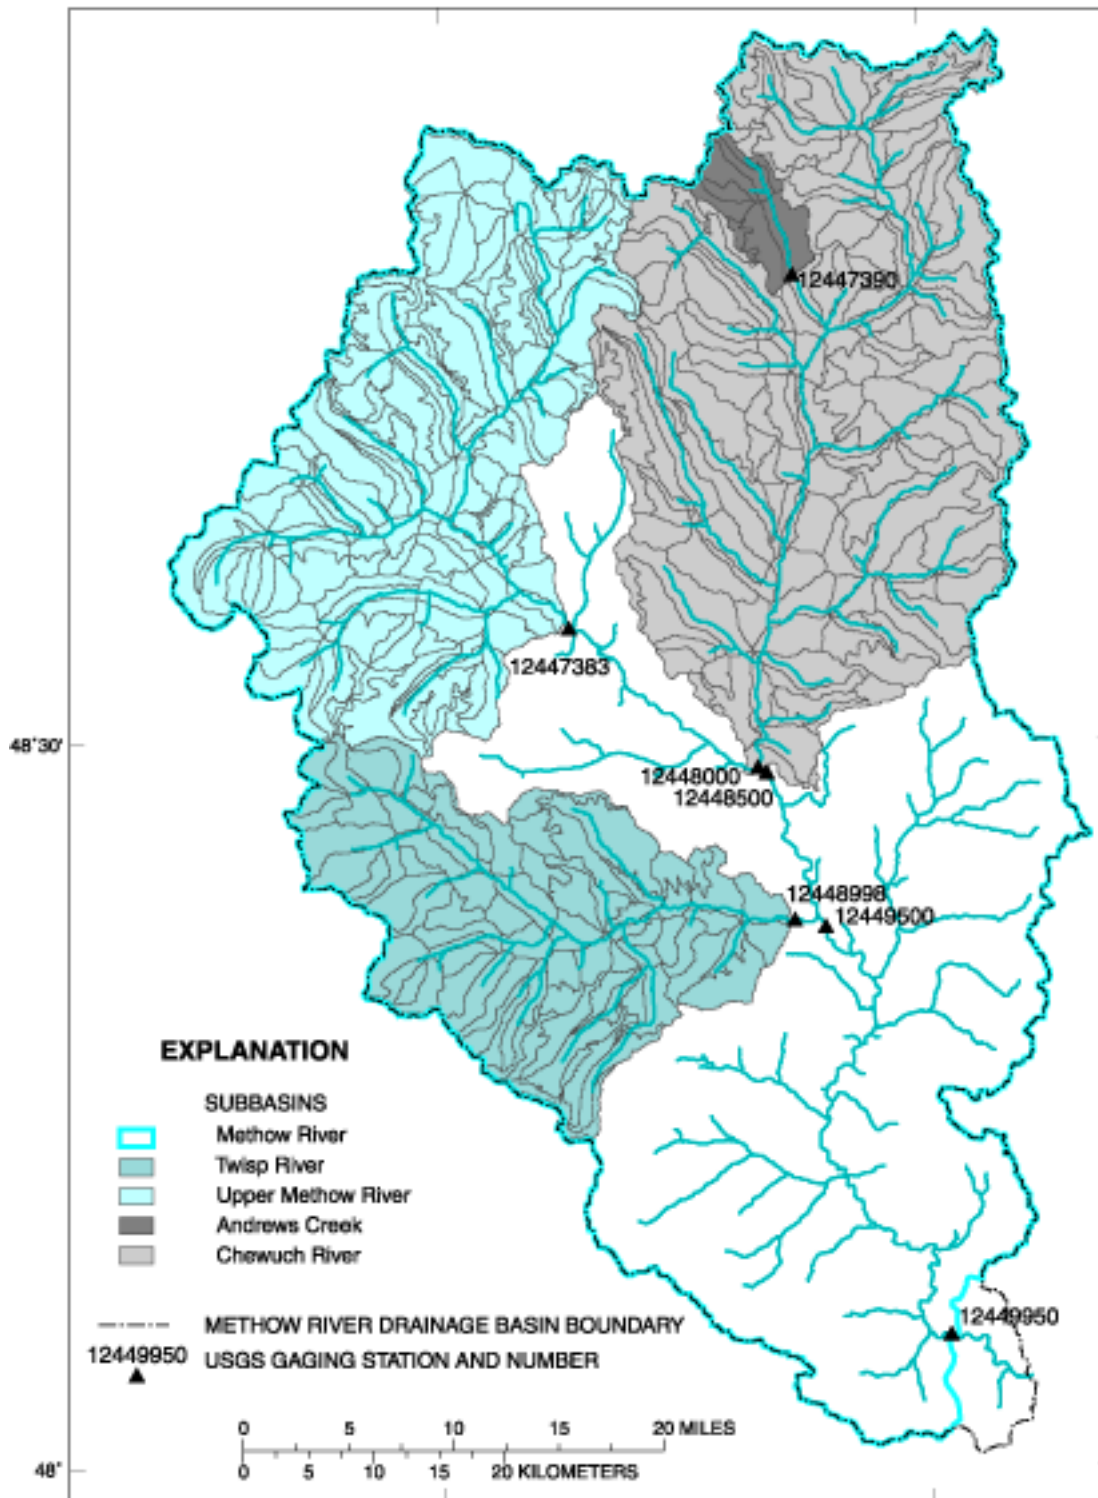 12447390
12447383
48°30'
12448000
12448500
12448998
12449500
EXPLANATION
SUBBASINS
Methow River
Twisp River
Upper Methow River
Andrews Creek
Chewuch River
12449950
METHOW RIVER DRAINAGE BASIN BOUNDARY
12449950
USGS GAGING STATION AND NUMBER
0 5 10 15 20 MILES
0 5 10 15 20 KILOMETERS
48°